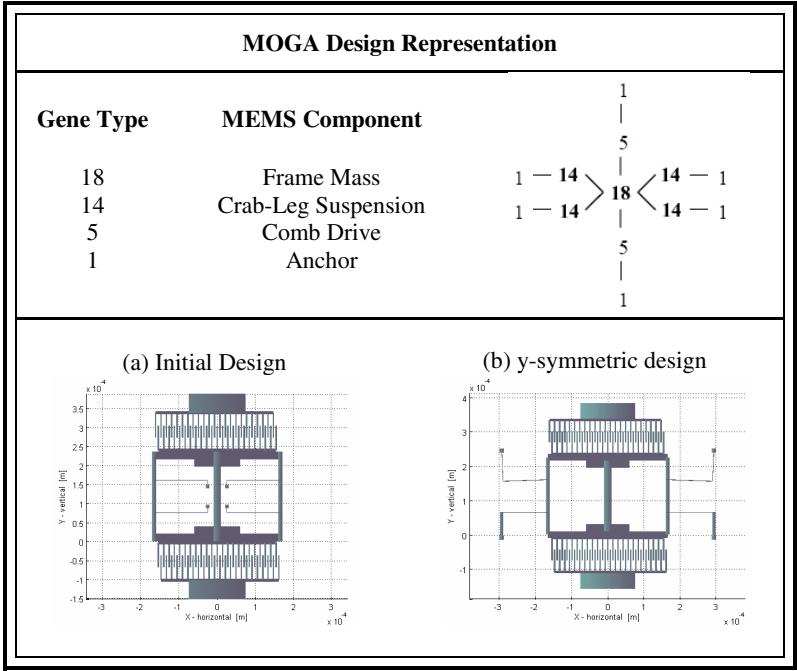 MOGA Design Representation
Gene Type MEMS Component
18 Frame Mass
14 Crab-Leg Suspension
5 Comb Drive
1 Anchor
1
5
1 14 14 1
18
1 14 14 1
5
1
(a) Initial Design
x 10^-4
3.5
3
2.5
2
1.5
1
0.5
0
-0.5
-1
-1.5
Y - vertical [m]
-3 -2 -1 0 1 2 3
X - horizontal [m]
x 10^-4
(b) y-symmetric design
x 10^-4
4
3
2
1
0
-1
Y - vertical [m]
-3 -2 -1 0 1 2 3
X - horizontal [m]
x 10^-4